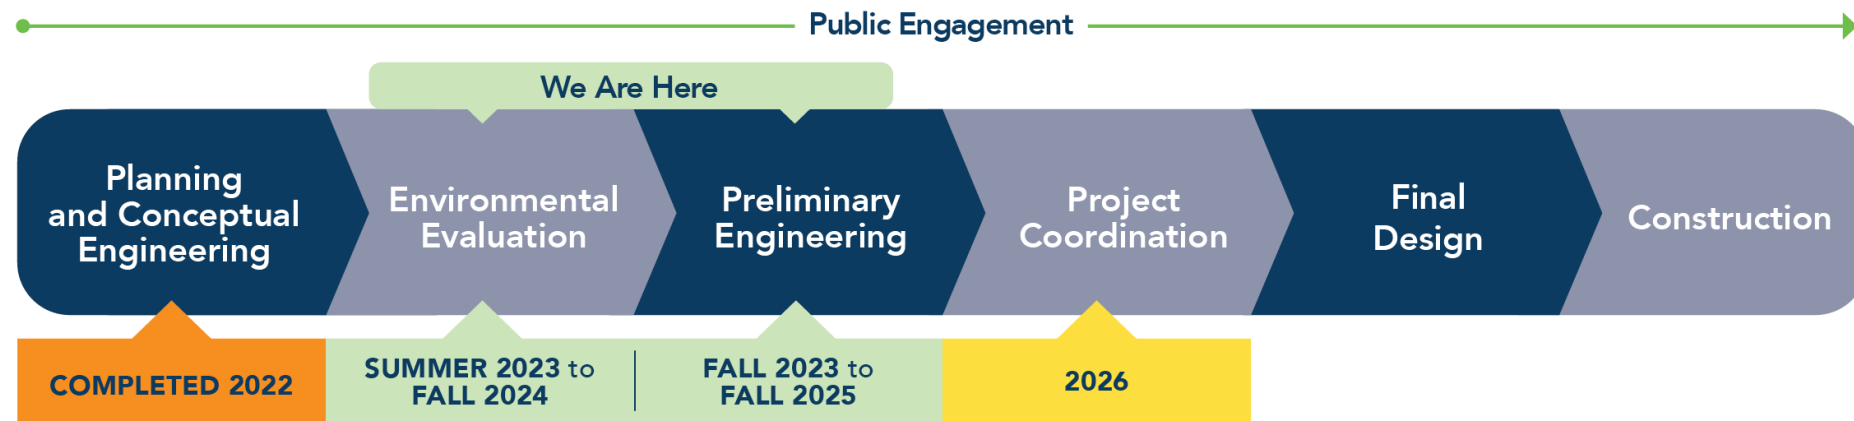 Public Engagement
We Are Here
Planning
and Conceptual
Engineering
Environmental
Evaluation
Preliminary
Engineering
Project
Coordination
Final
Design
Construction
COMPLETED 2022
SUMMER 2023 to
FALL 2024
FALL 2023 to
FALL 2025
2026